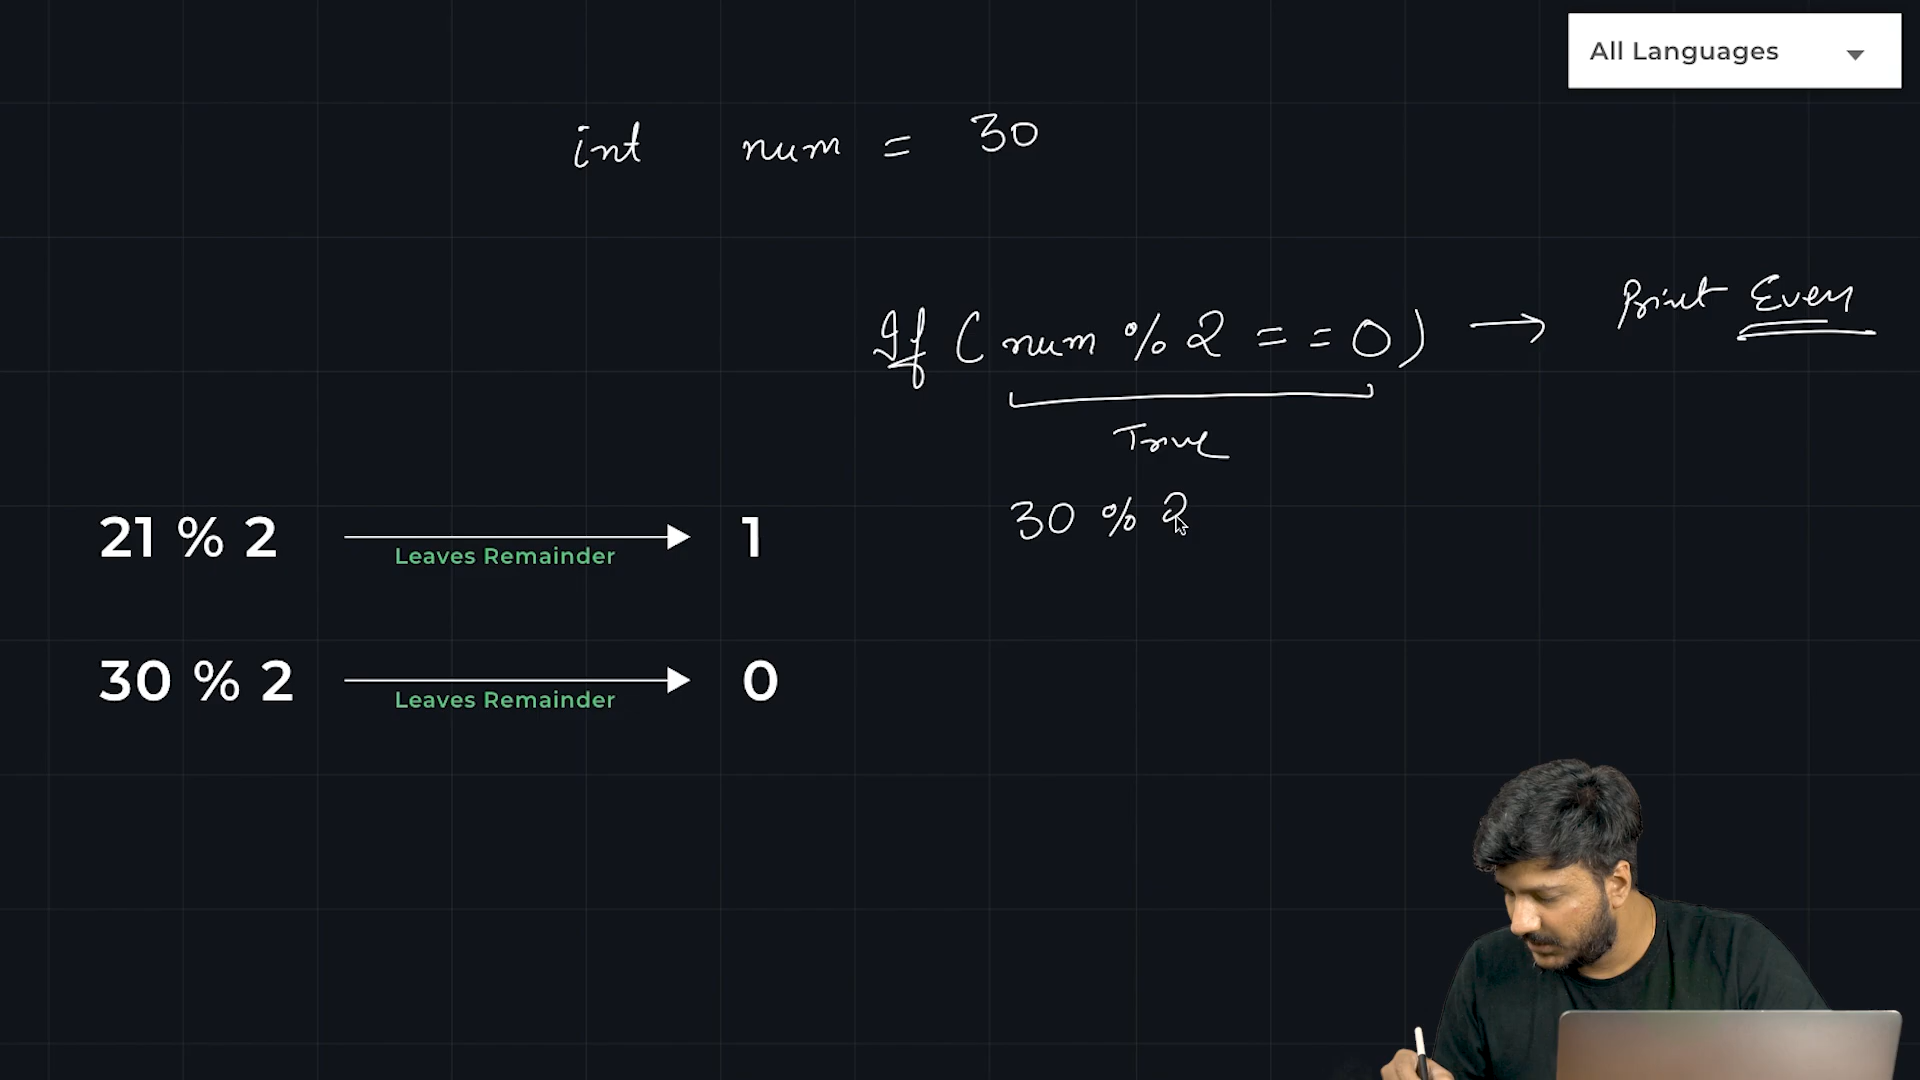 All Languages
int num = 30
If (num % 2 = = 0) → Print Even
True
30 % 2
21 % 2 Leaves Remainder 1
30 % 2 Leaves Remainder 0